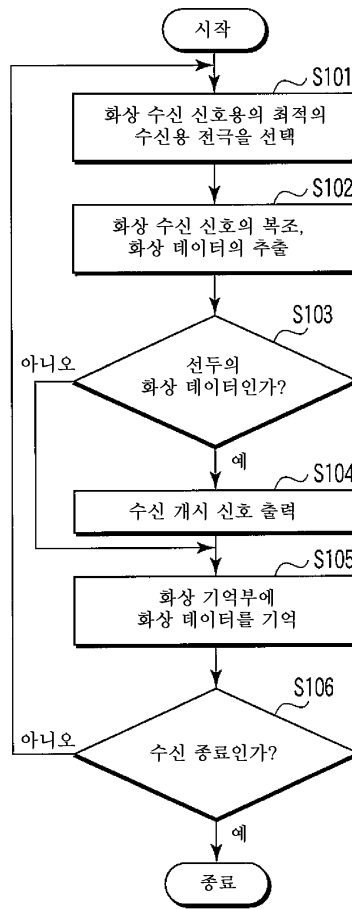 시작
S101
화상 수신 신호용의 최적의
수신용 전극을 선택
S102
화상 수신 신호의 복조,
화상 데이터의 추출
S103
선두의
화상 데이터인가?
아니오
예
S104
수신 개시 신호 출력
S105
화상 기억부에
화상 데이터를 기억
S106
수신 종료인가?
아니오
예
종료